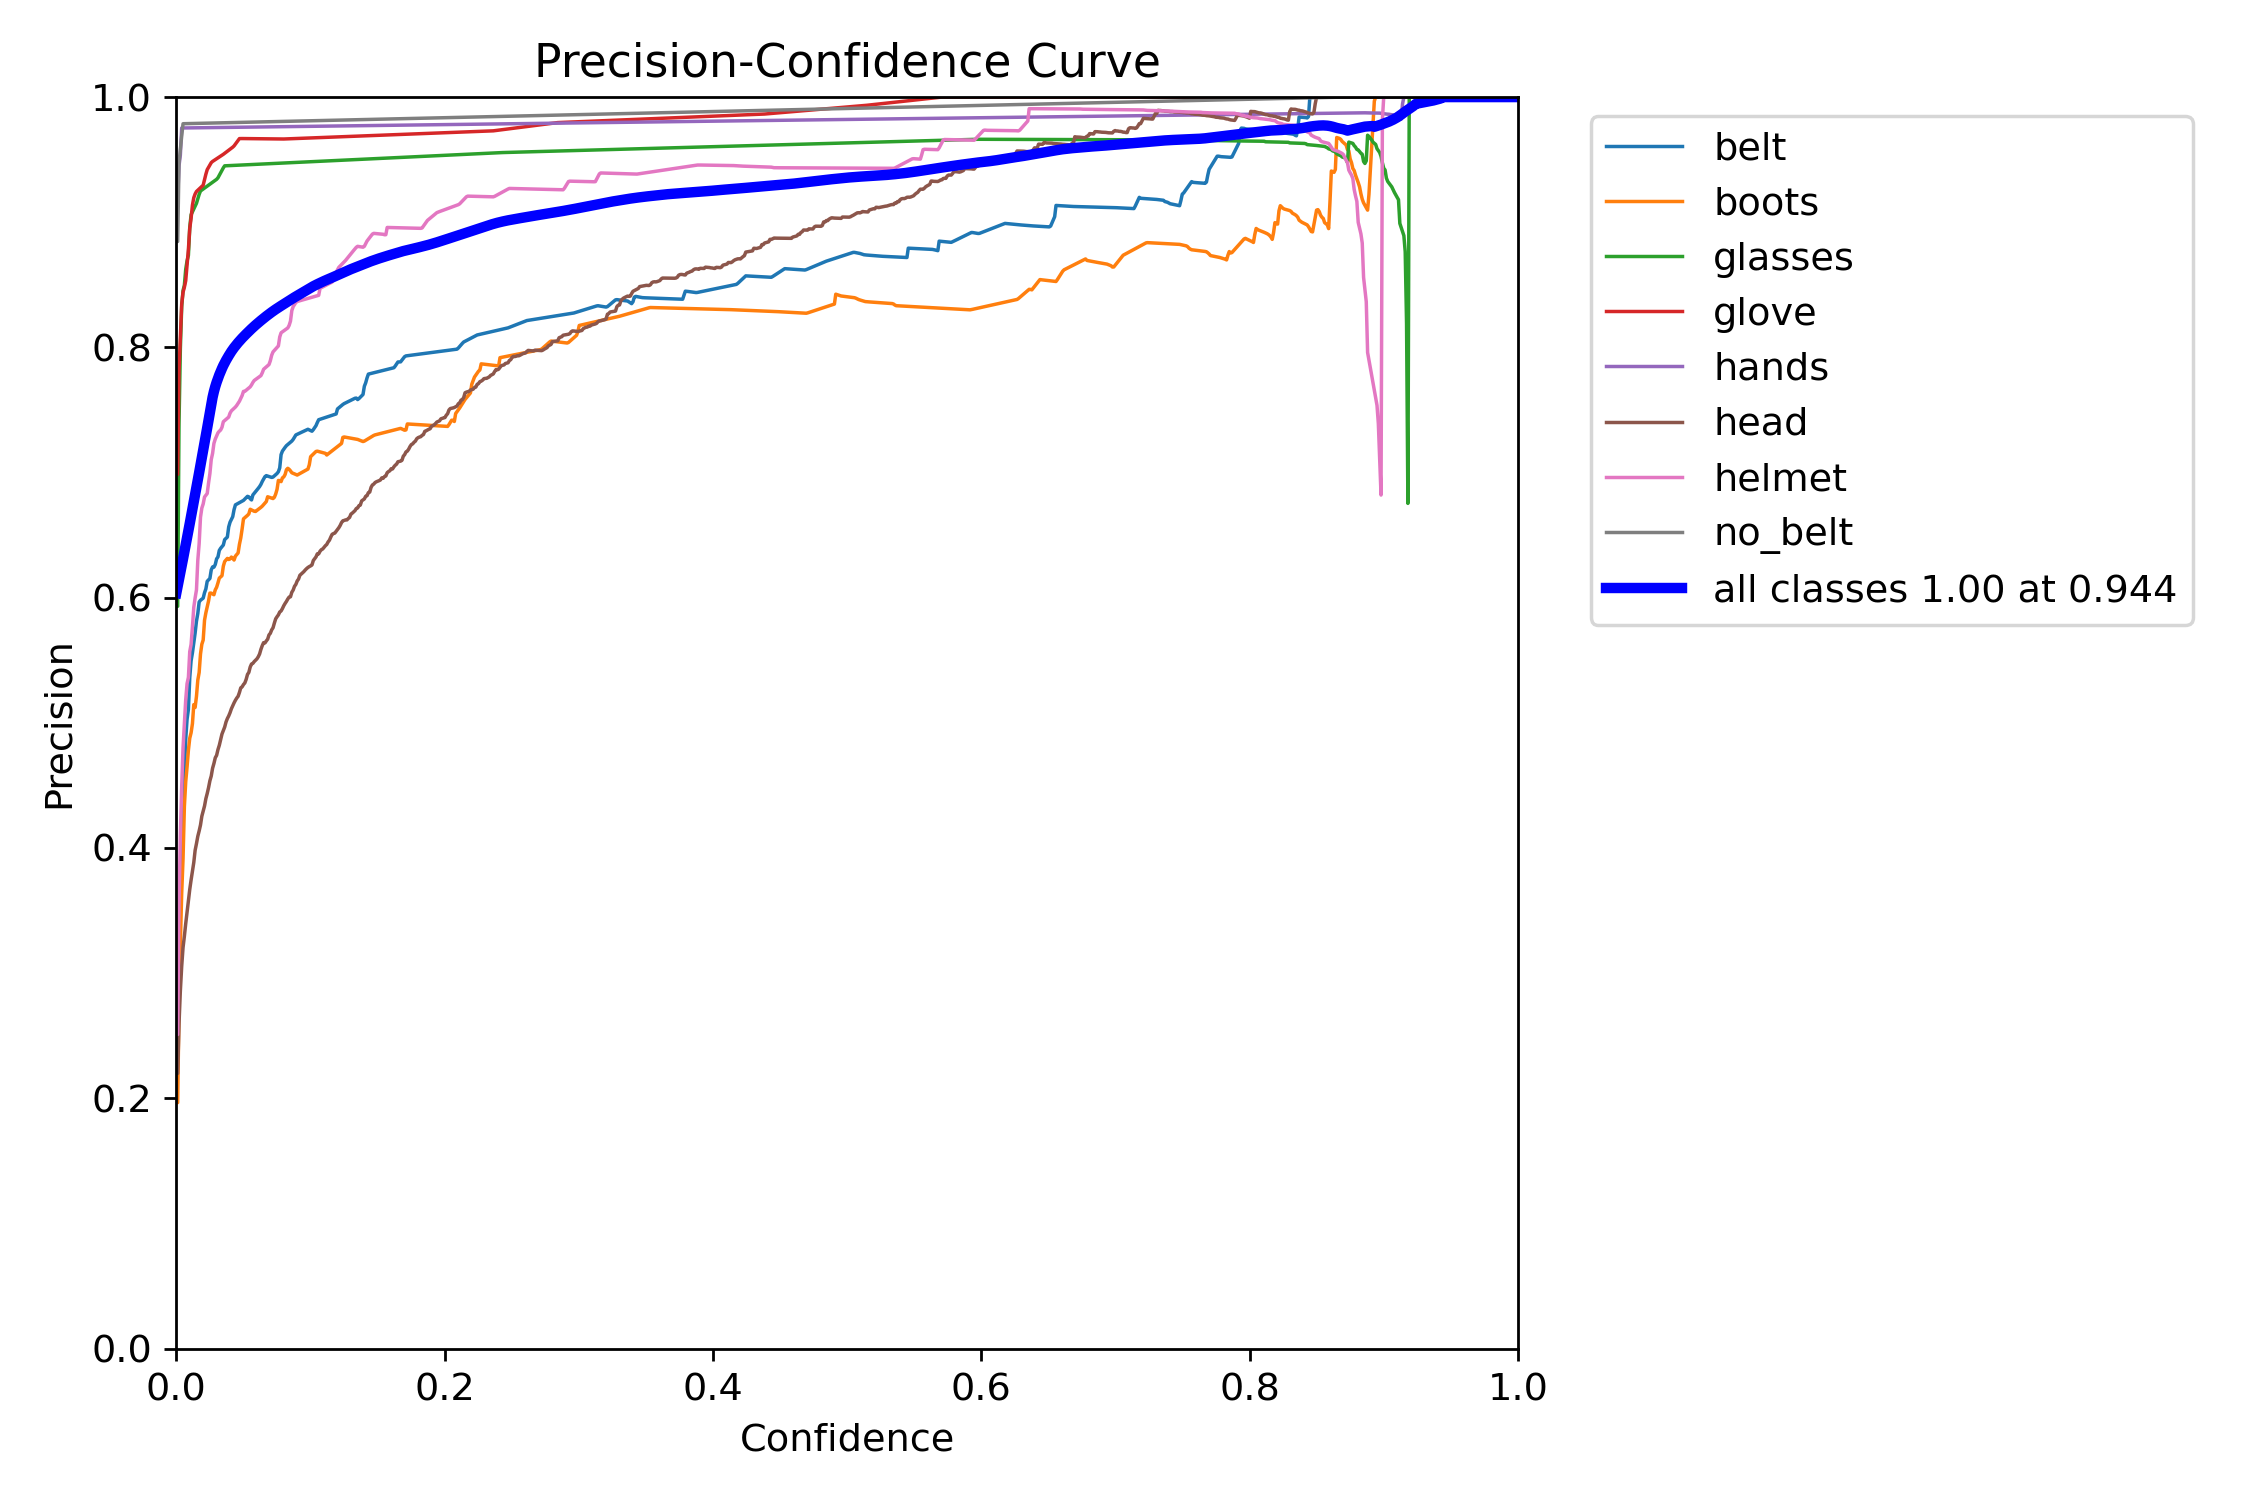 Precision-Confidence Curve
1.0
0.8
0.6
0.4
0.2
0.0
Precision
0.0 0.2 0.4 0.6 0.8 1.0
Confidence
belt
boots
glasses
glove
hands
head
helmet
no_belt
all classes 1.00 at 0.944